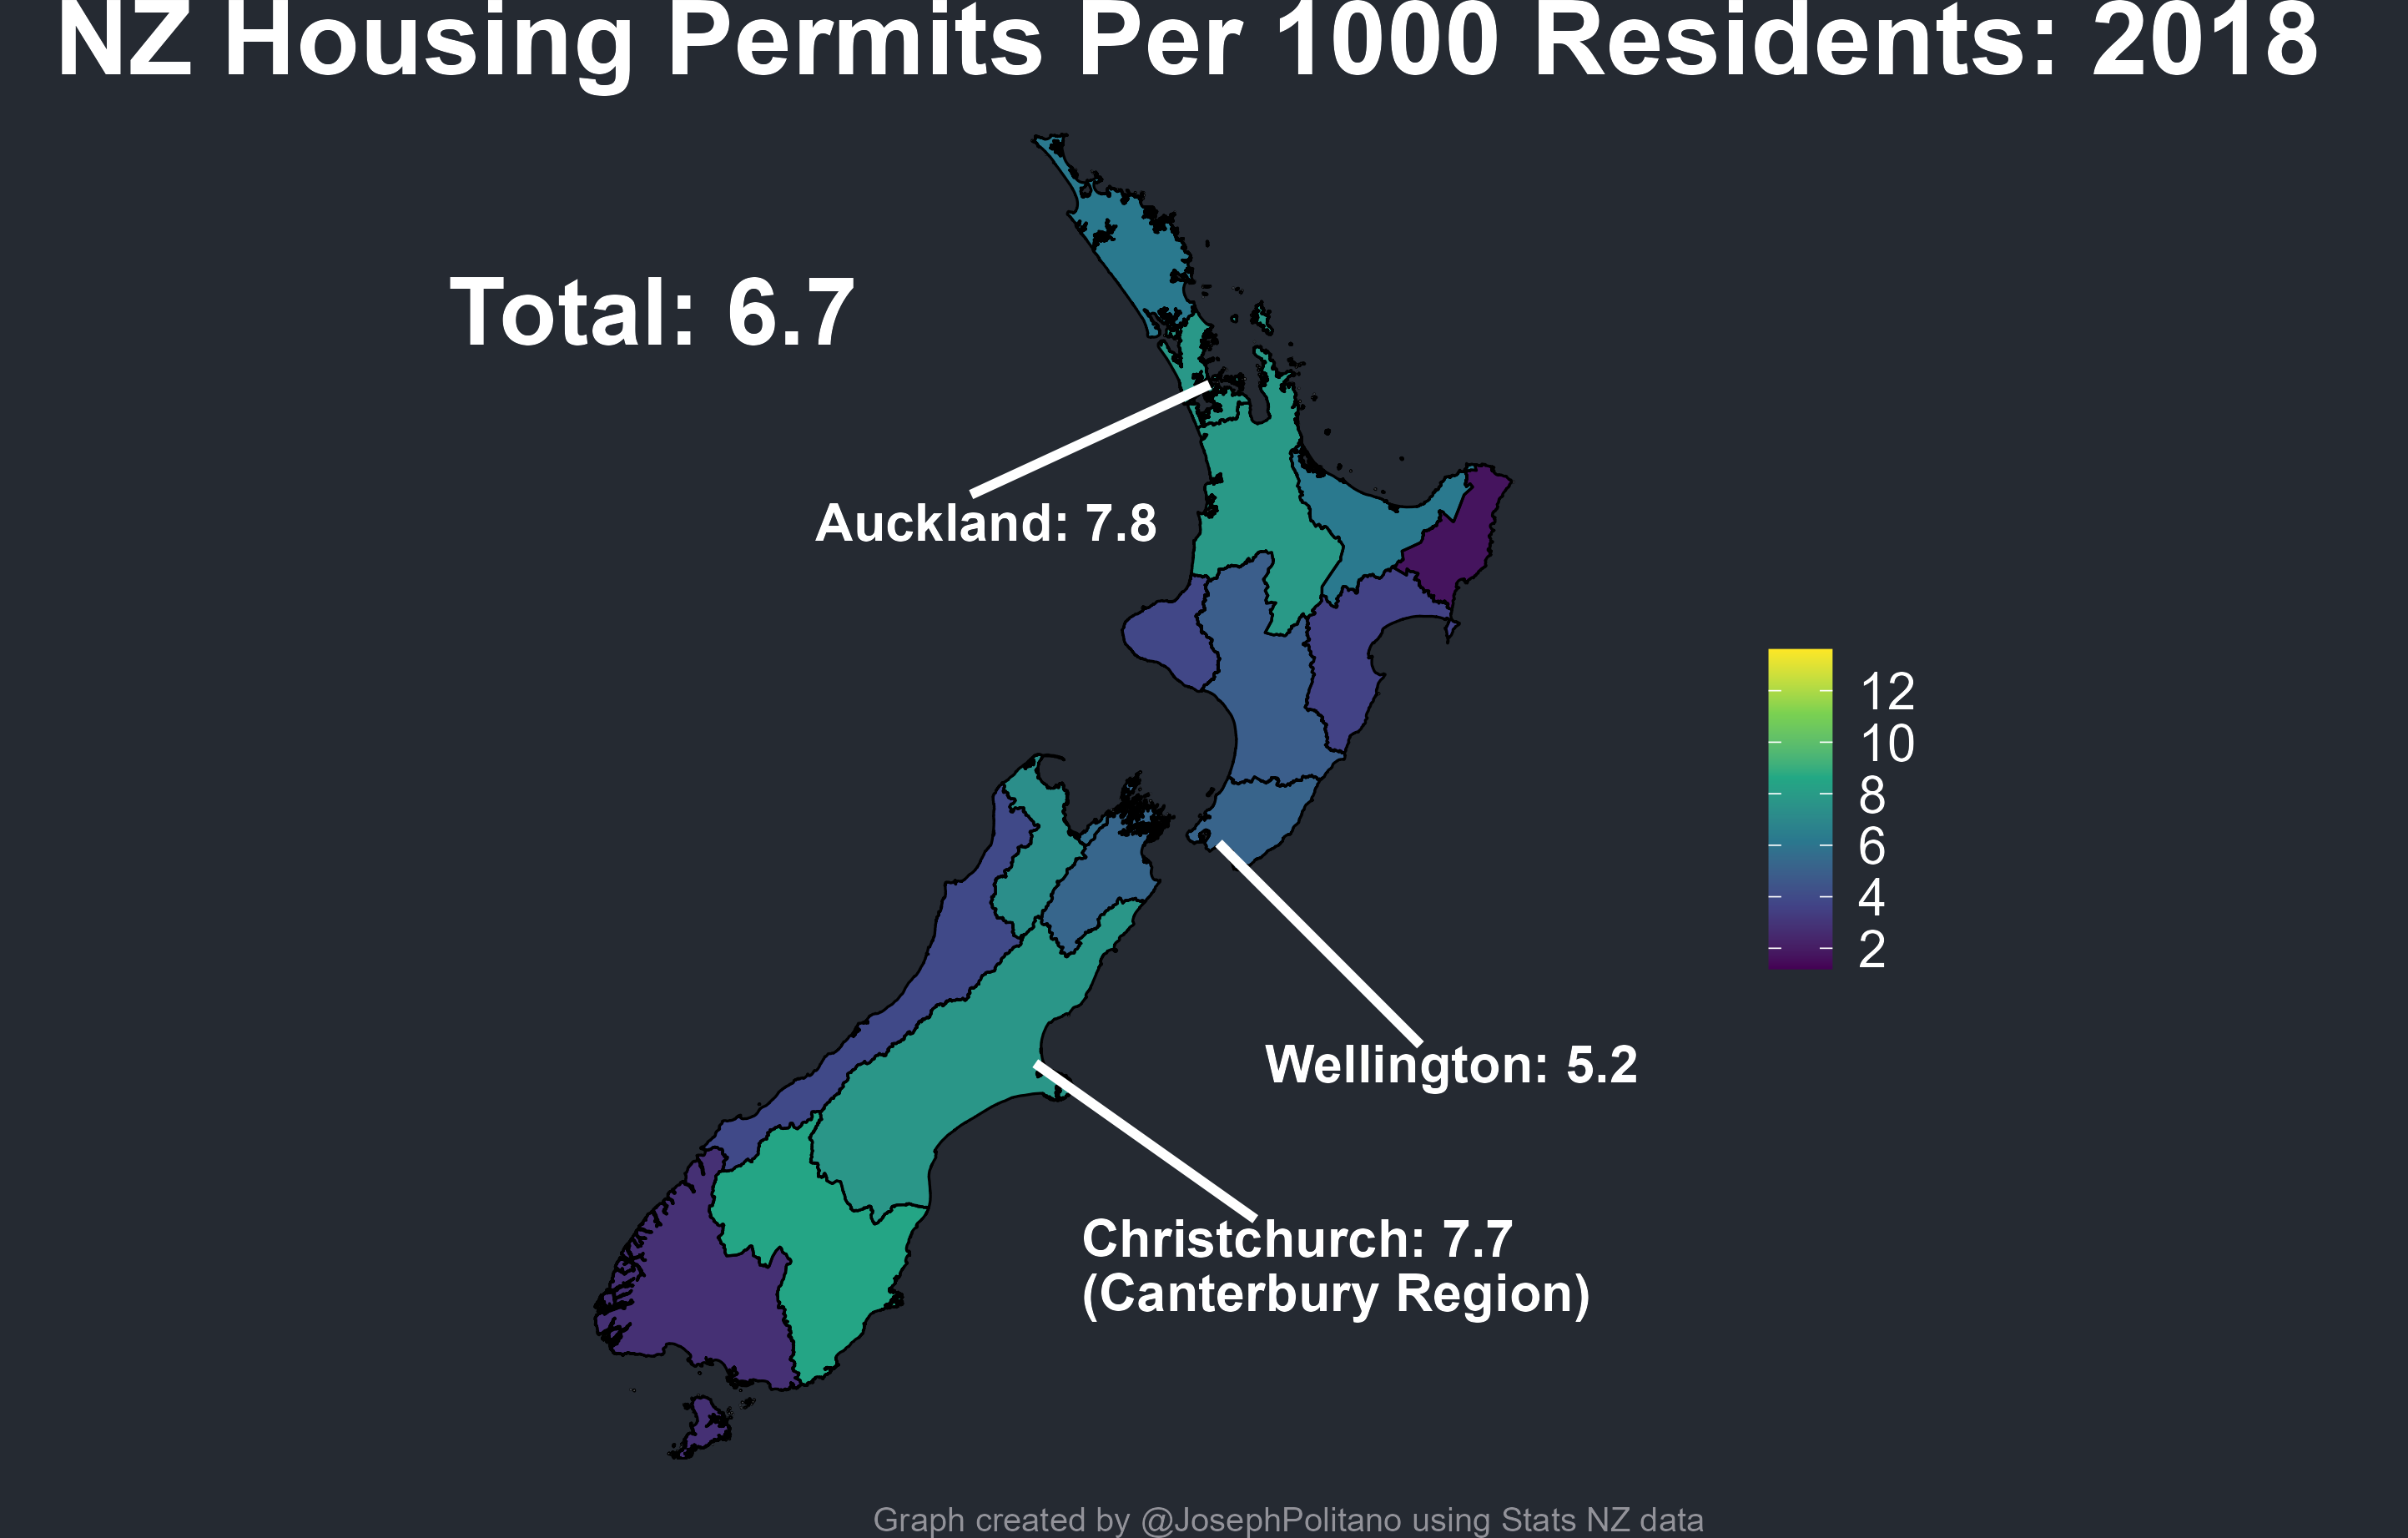 NZ Housing Permits Per 1000 Residents: 2018
Total: 6.7
Auckland: 7.8
12
10
8
6
4
2
Wellington: 5.2
Christchurch: 7.7
(Canterbury Region)
Graph created by @JosephPolitano using Stats NZ data